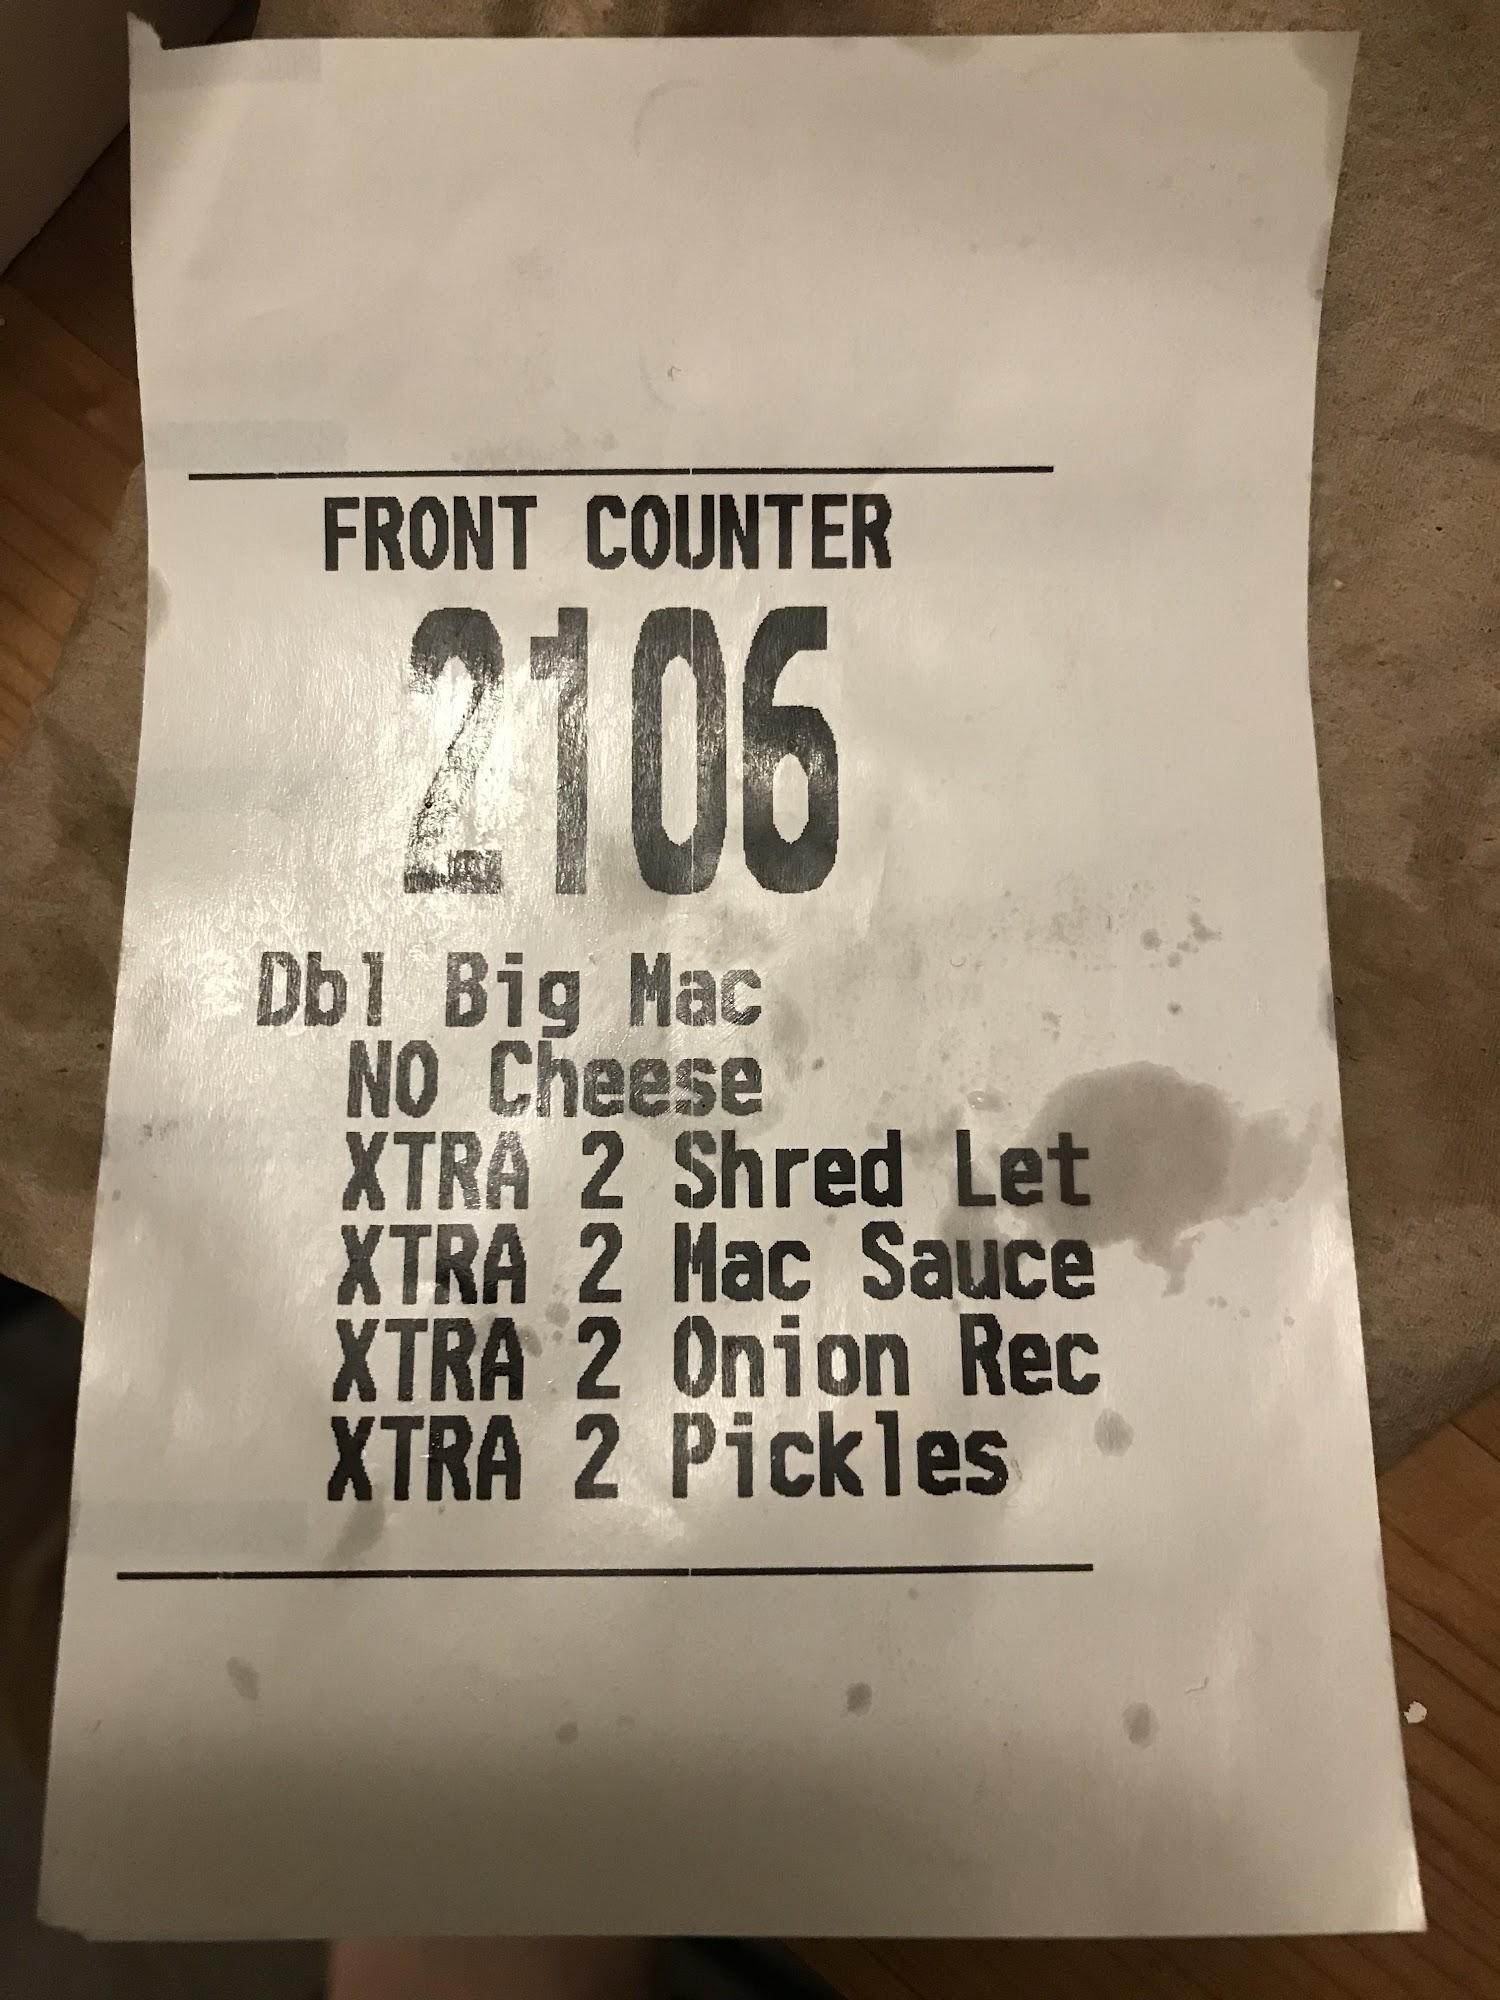 FRONT COUNTER
2106
Dbl Big Mac
NO Cheese
XTRA 2 Shred Let
XTRA 2 Mac Sauce
XTRA 2 Onion Rec
XTRA 2 Pickles